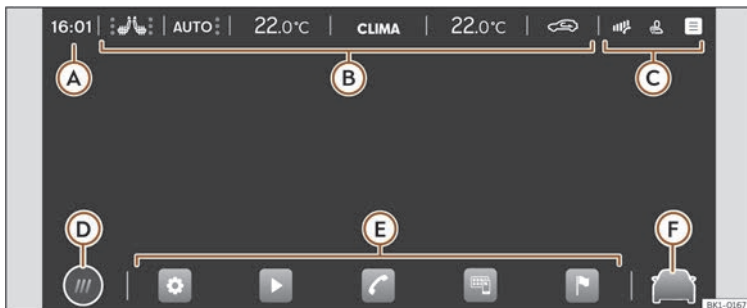 16:01 AUTO 22.0°C CLIMA 22.0°C
A B C
D E F
BK1-0167